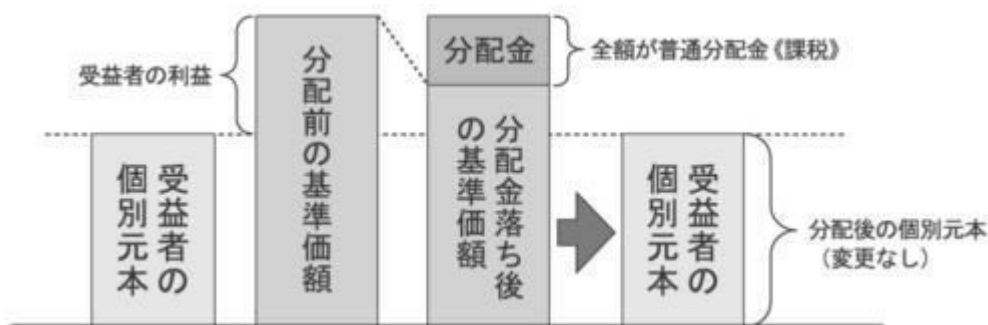 受益者の利益
受益者の
個別元本
分配前の基準価額
分配金
分配金落ち後
の基準価額
全額が普通分配金《課税》
受益者の
個別元本
分配後の個別元本
（変更なし）